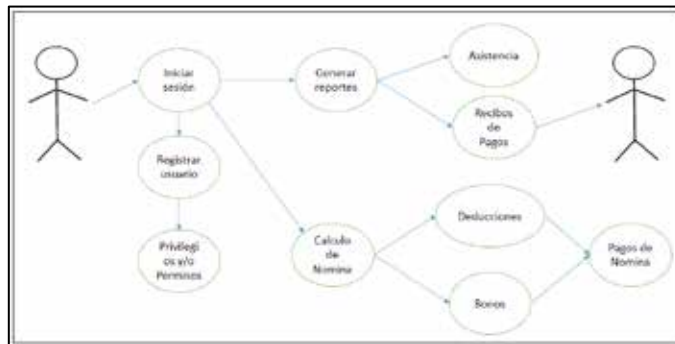 Iniciar
sesión
Generar
reportes
Asistencia
Recibos
de
Pagos
Registrar
usuario
Privilegi
os y/o
Permisos
Calculo
de
Nomina
Deducciones
Bonos
Pagos de
Nomina